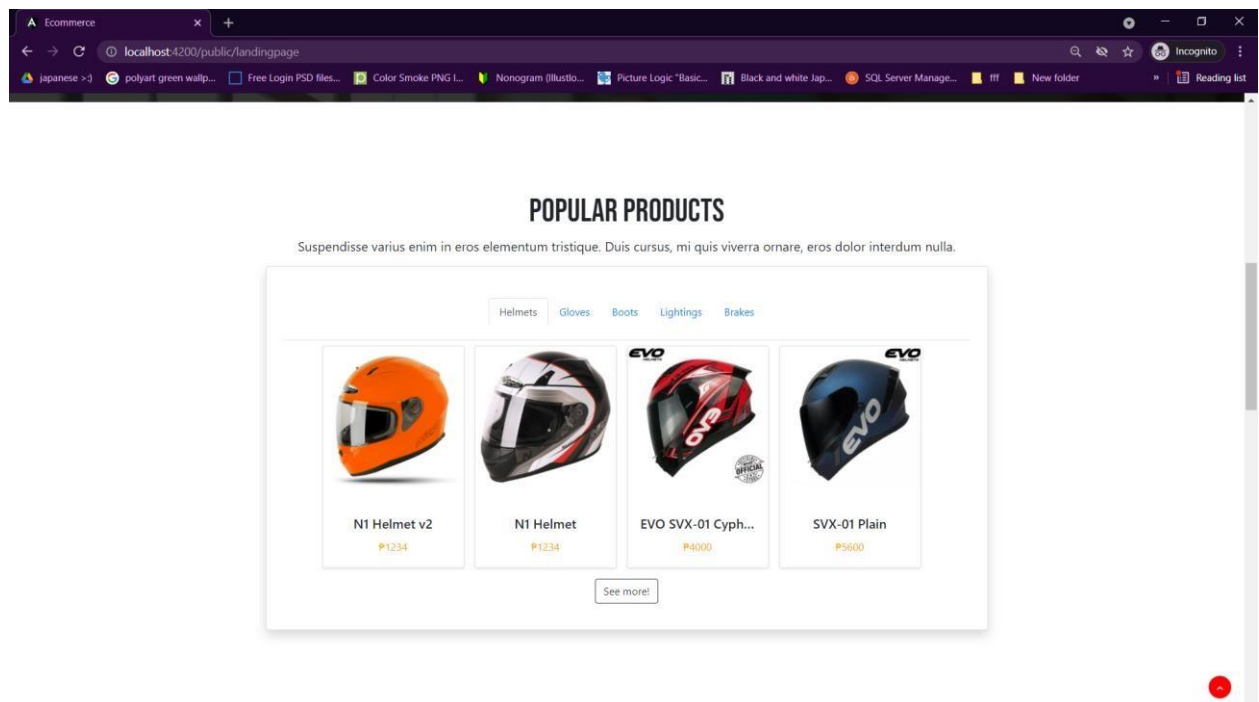 Ecommerce
localhost:4200/public/landingpage
Incognito
japanese >:)
polyart green wallp...
Free Login PSD files...
Color Smoke PNG I...
Nonogram (Illustlo...
Picture Logic "Basic...
Black and white Jap...
SQL Server Manage...
fff
New folder
»
Reading list
POPULAR PRODUCTS
Suspendisse varius enim in eros elementum tristique. Duis cursus, mi quis viverra ornare, eros dolor interdum nulla.
Helmets Gloves Boots Lightings Brakes
EVO
EVO
EVO
EVO
OFFICIAL
N1 Helmet v2
₱1234
N1 Helmet
₱1234
EVO SVX-01 Cyph...
₱4000
SVX-01 Plain
₱5600
See more!